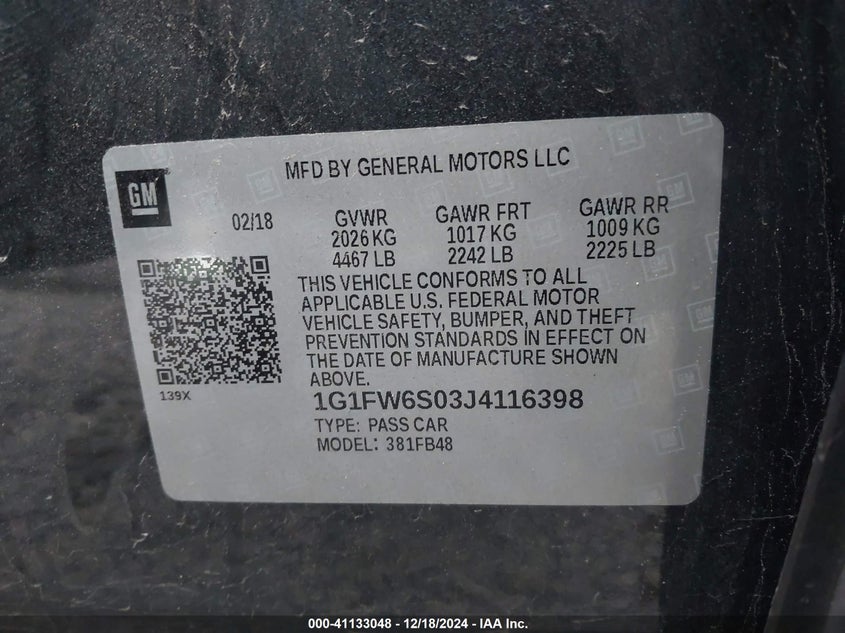 MFD BY GENERAL MOTORS LLC
GM
02/18
GVWR GAWR FRT GAWR RR
2026 KG 1017 KG 1009 KG
4467 LB 2242 LB 2225 LB
THIS VEHICLE CONFORMS TO ALL
APPLICABLE U.S. FEDERAL MOTOR
VEHICLE SAFETY, BUMPER, AND THEFT
PREVENTION STANDARDS IN EFFECT ON
THE DATE OF MANUFACTURE SHOWN
ABOVE.
139X
1G1FW6S03J4116398
TYPE: PASS CAR
MODEL: 381FB48
000-41133048 - 12/18/2024 - IAA Inc.